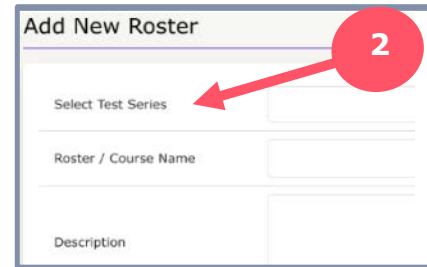 Add New Roster
2
Select Test Series
Roster / Course Name
Description